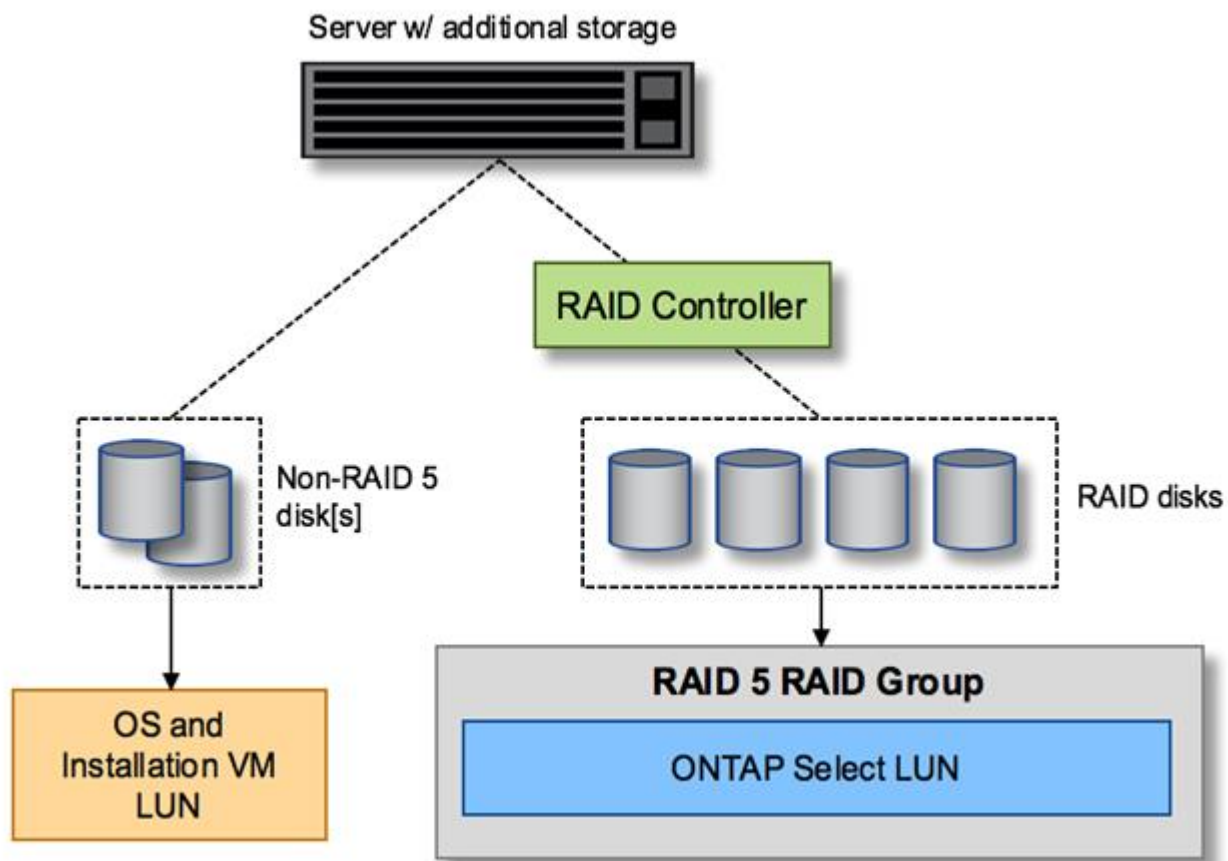 Server w/ additional storage
RAID Controller
Non-RAID 5
disk[s]
RAID disks
OS and
Installation VM
LUN
RAID 5 RAID Group
ONTAP Select LUN